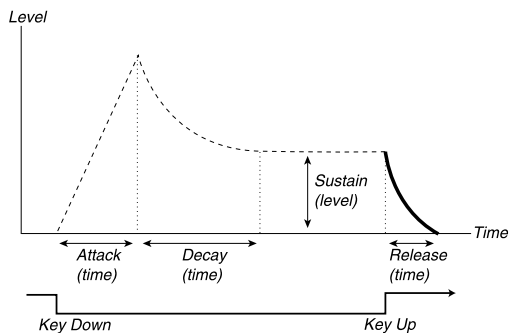 Level
Sustain
(level)
Time
Attack
(time)
Decay
(time)
Release
(time)
Key Down
Key Up